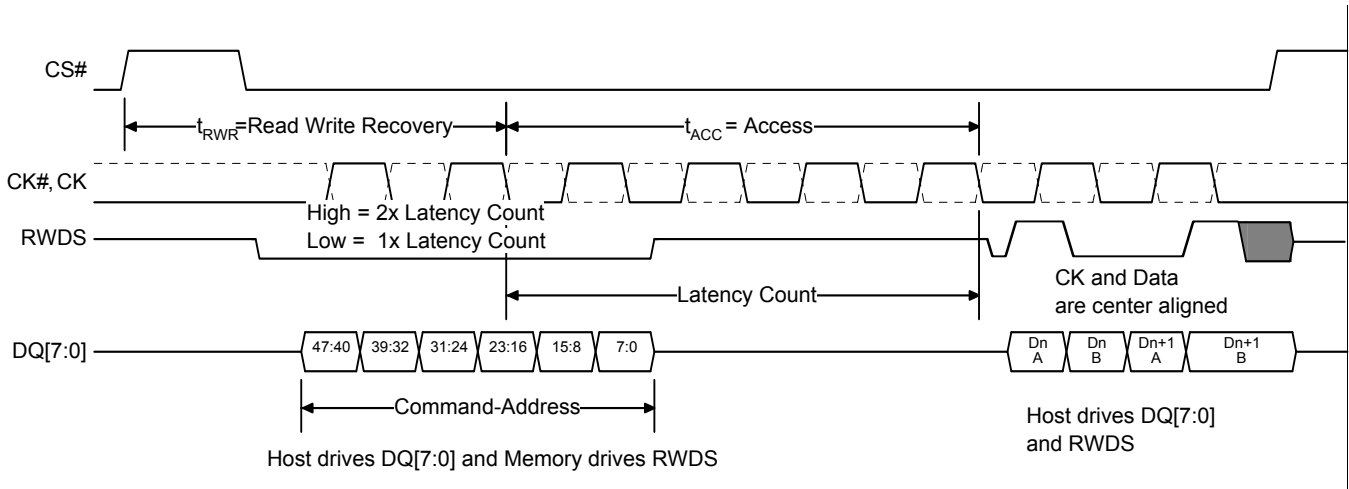 CS#
tRWR=Read Write Recovery
tACC = Access
CK#, CK
High = 2x Latency Count
Low = 1x Latency Count
RWDS
CK and Data
are center aligned
Latency Count
DQ[7:0]
47:40 39:32 31:24 23:16 15:8 7:0
Dn
A
Dn
B
Dn+1
A
Dn+1
B
Command-Address
Host drives DQ[7:0]
and RWDS
Host drives DQ[7:0] and Memory drives RWDS